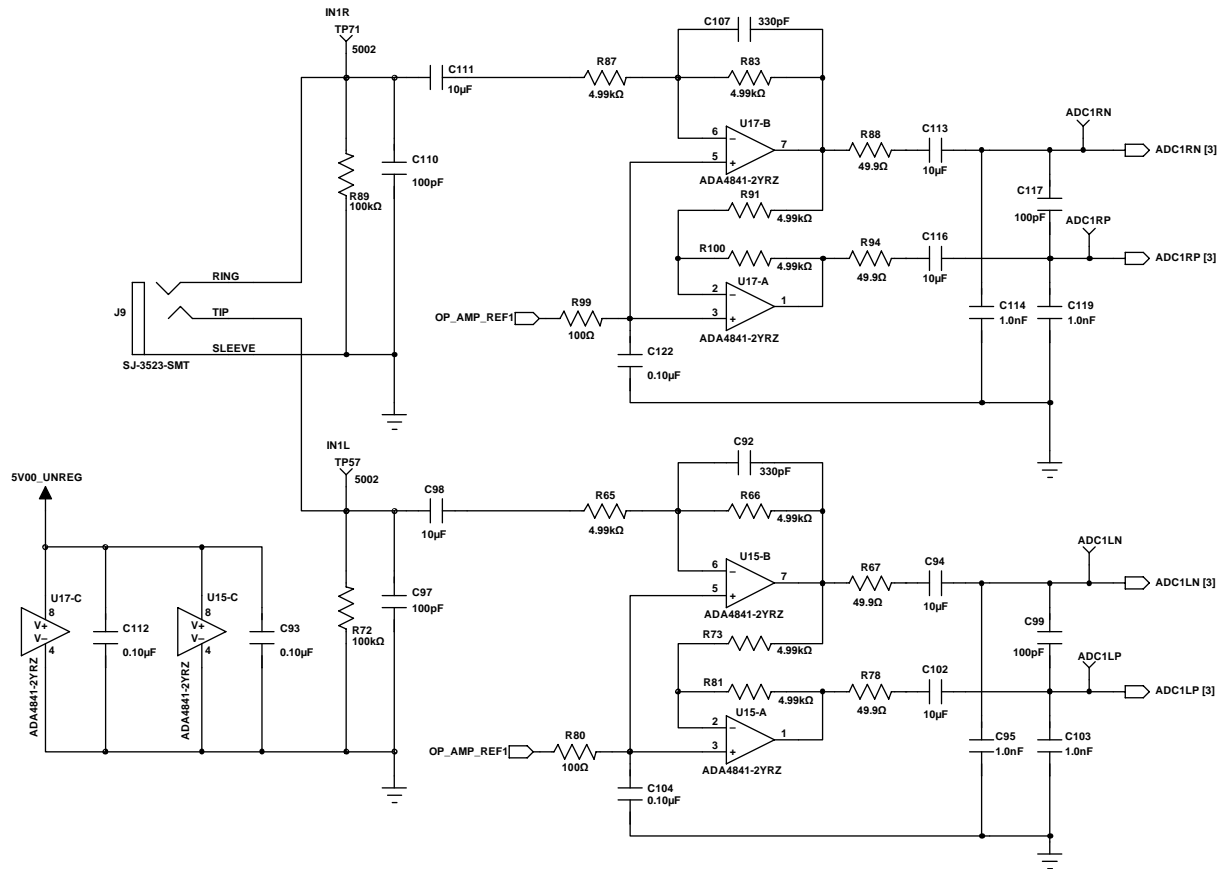 IN1R
TP71
5002
C111
10µF
R87
4.99kΩ
C107
330pF
R83
4.99kΩ
U17-B
6
5
7
ADA4841-2YRZ
R88
49.9Ω
C113
10µF
ADC1RN
ADC1RN [3]
R89
100kΩ
C110
100pF
R91
4.99kΩ
C117
100pF
ADC1RP
ADC1RP [3]
R100
4.99kΩ
R94
49.9Ω
C116
10µF
U17-A
2
3
1
ADA4841-2YRZ
J9
RING
TIP
SLEEVE
SJ-3523-SMT
OP_AMP_REF1
R99
100Ω
C122
0.10µF
C114
1.0nF
C119
1.0nF
IN1L
TP57
5002
C98
10µF
R65
4.99kΩ
C92
330pF
R66
4.99kΩ
U15-B
6
5
7
ADA4841-2YRZ
R67
49.9Ω
C94
10µF
ADC1LN
ADC1LN [3]
5V00_UNREG
U17-C
8
V+
V–
4
ADA4841-2YRZ
C112
0.10µF
U15-C
8
V+
V–
4
ADA4841-2YRZ
C93
0.10µF
R72
100kΩ
C97
100pF
R73
4.99kΩ
C99
100pF
ADC1LP
ADC1LP [3]
R81
4.99kΩ
R78
49.9Ω
C102
10µF
U15-A
2
3
1
ADA4841-2YRZ
OP_AMP_REF1
R80
100Ω
C104
0.10µF
C95
1.0nF
C103
1.0nF